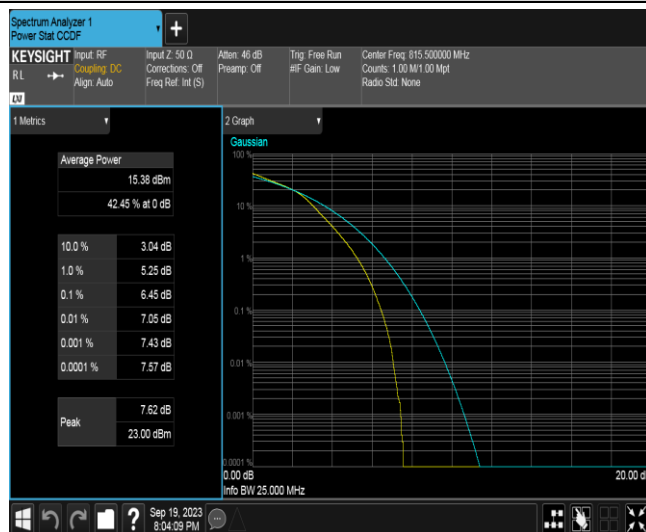 Spectrum Analyzer 1
Power Stat CCDF
+
KEYSIGHT
RL
LXI
Input: RF
Coupling: DC
Align: Auto
Input Z: 50 Ω
Corrections: Off
Freq Ref: Int (S)
Atten: 46 dB
Preamp: Off
Trig: Free Run
#IF Gain: Low
Center Freq: 815.500000 MHz
Counts: 1.00 M/1.00 Mpt
Radio Std: None
1 Metrics
Average Power
15.38 dBm
42.45 % at 0 dB
10.0 % 3.04 dB
1.0 % 5.25 dB
0.1 % 6.45 dB
0.01 % 7.05 dB
0.001 % 7.43 dB
0.0001 % 7.57 dB
Peak
7.62 dB
23.00 dBm
2 Graph
Gaussian
100 %
10 %
1 %
0.1 %
0.01 %
0.001 %
0.0001 %
0.00 dB
20.00 d
Info BW 25.000 MHz
?
Sep 19, 2023
8:04:09 PM